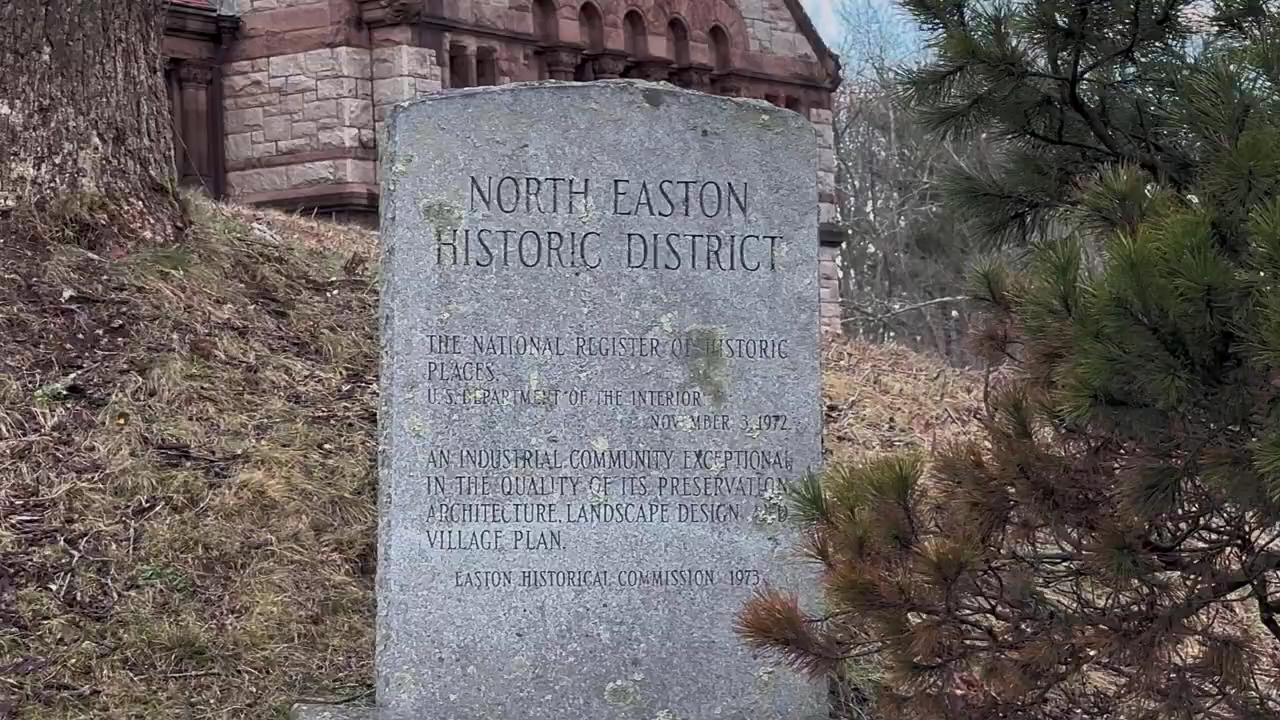 NORTH EASTON
HISTORIC DISTRICT
THE NATIONAL REGISTER OF HISTORIC
PLACES.
U.S. DEPARTMENT OF THE INTERIOR
NOVEMBER 3, 1972
AN INDUSTRIAL COMMUNITY EXCEPTIONAL
IN THE QUALITY OF ITS PRESERVATION
ARCHITECTURE, LANDSCAPE DESIGN AND
VILLAGE PLAN.
EASTON HISTORICAL COMMISSION 1973